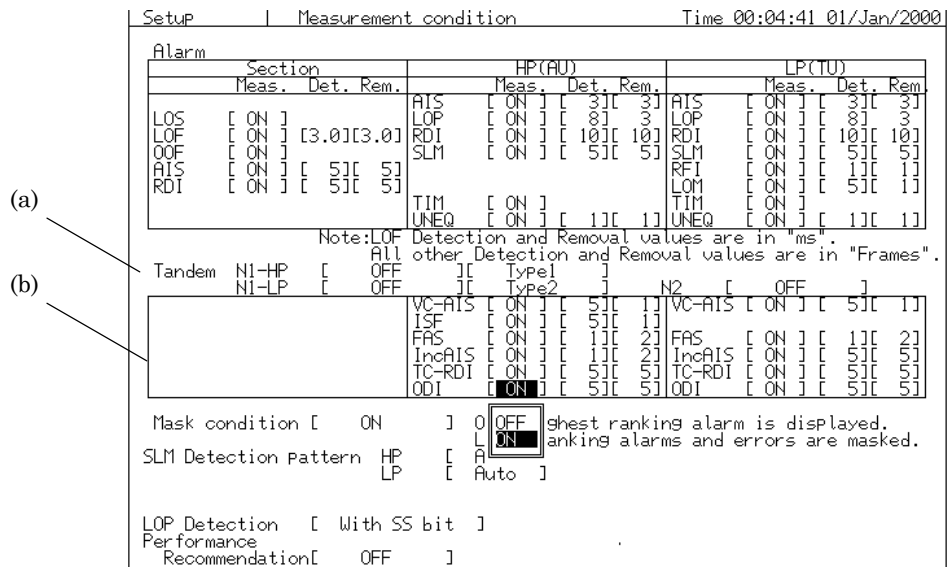 Setup | Measurement condition Time 00:04:41 01/Jan/2000
Alarm
Section HP(AU) LP(TU)
Meas. Det. Rem. Meas. Det. Rem. Meas. Det. Rem.
AIS [ ON ] [ 3][ 3] AIS [ ON ] [ 3][ 3]
LOS [ ON ] LOP [ ON ] [ 8] 3 LOP [ ON ] [ 8] 3
LOF [ ON ] [3.0][3.0] RDI [ ON ] [ 10][ 10] RDI [ ON ] [ 10][ 10]
OOF [ ON ] SLM [ ON ] [ 5][ 5] SLM [ ON ] [ 5][ 5]
AIS [ ON ] [ 5][ 5] RFI [ ON ] [ 1][ 1]
RDI [ ON ] [ 5][ 5] LOM [ ON ] [ 5][ 1]
TIM [ ON ] TIM [ ON ]
UNEQ [ ON ] [ 1][ 1] UNEQ [ ON ] [ 1][ 1]
(a)
Note:LOF Detection and Removal values are in "ms".
All other Detection and Removal values are in "Frames".
Tandem N1-HP [ OFF ][ Type1 ]
(b)
N1-LP [ OFF ][ Type2 ] N2 [ OFF ]
VC-AIS [ ON ] [ 5][ 1] VC-AIS [ ON ] [ 5][ 1]
ISF [ ON ] [ 5][ 1]
FAS [ ON ] [ 1][ 2] FAS [ ON ] [ 1][ 2]
IncAIS [ ON ] [ 1][ 2] IncAIS [ ON ] [ 5][ 5]
TC-RDI [ ON ] [ 5][ 5] TC-RDI [ ON ] [ 5][ 5]
ODI [ ON ] [ 5][ 5] ODI [ ON ] [ 5][ 5]
Mask condition [ ON ] O OFF ghest ranking alarm is displayed.
L ON anking alarms and errors are masked.
SLM Detection pattern HP [ A
LP [ Auto ]
LOP Detection [ With SS bit ]
Performance
Recommendation[ OFF ]